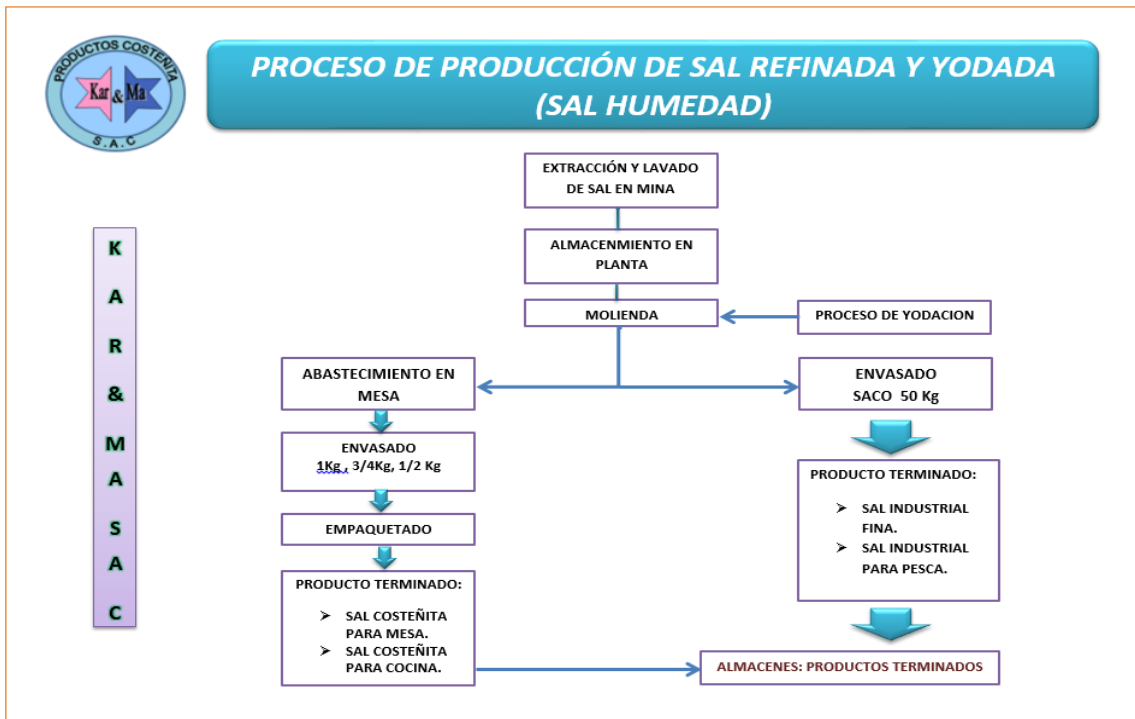 PRODUCTOS COSTEÑITA
Kar & Ma
S.A.C
PROCESO DE PRODUCCIÓN DE SAL REFINADA Y YODADA
(SAL HUMEDAD)
K
A
R
&
M
A
S
A
C
EXTRACCIÓN Y LAVADO
DE SAL EN MINA
ALMACENMIENTO EN
PLANTA
MOLIENDA
PROCESO DE YODACION
ABASTECIMIENTO EN
MESA
ENVASADO
1Kg , 3/4Kg, 1/2 Kg
EMPAQUETADO
PRODUCTO TERMINADO:
➢ SAL COSTEÑITA
PARA MESA.
➢ SAL COSTEÑITA
PARA COCINA.
ENVASADO
SACO 50 Kg
PRODUCTO TERMINADO:
➢ SAL INDUSTRIAL
FINA.
➢ SAL INDUSTRIAL
PARA PESCA.
ALMACENES: PRODUCTOS TERMINADOS